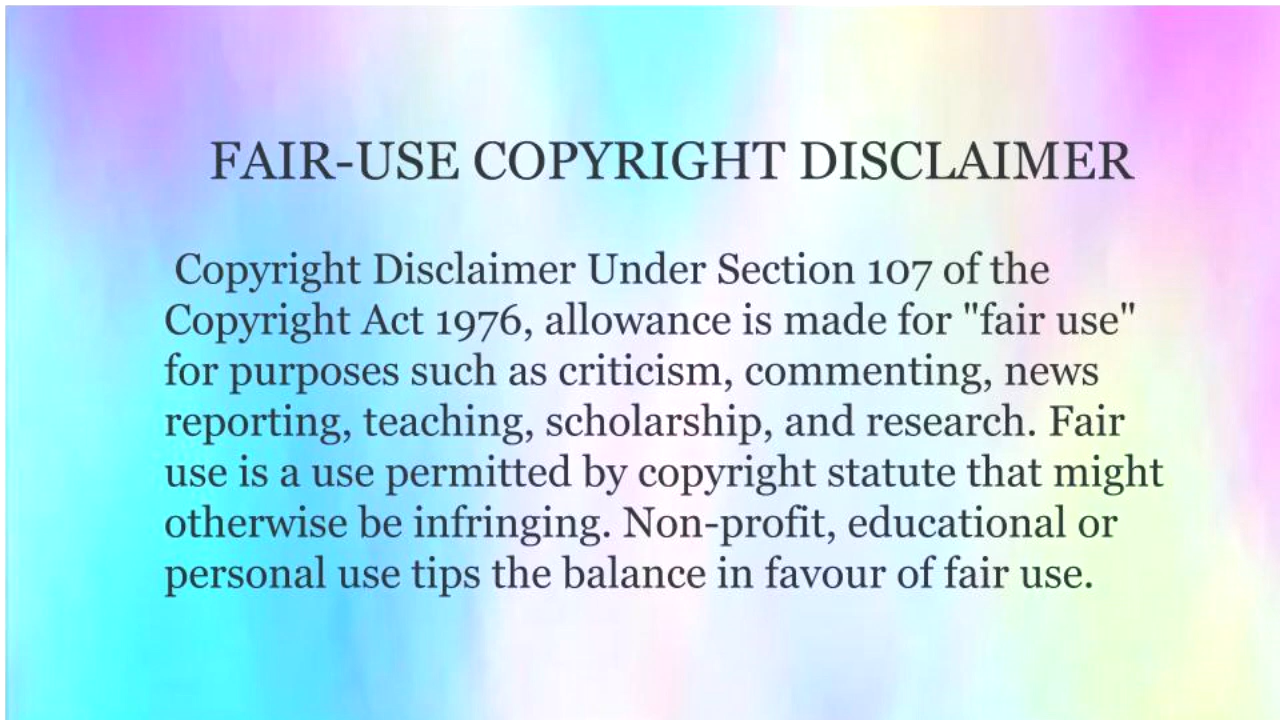 FAIR-USE COPYRIGHT DISCLAIMER
Copyright Disclaimer Under Section 107 of the
Copyright Act 1976, allowance is made for "fair use"
for purposes such as criticism, commenting, news
reporting, teaching, scholarship, and research. Fair
use is a use permitted by copyright statute that might
otherwise be infringing. Non-profit, educational or
personal use tips the balance in favour of fair use.